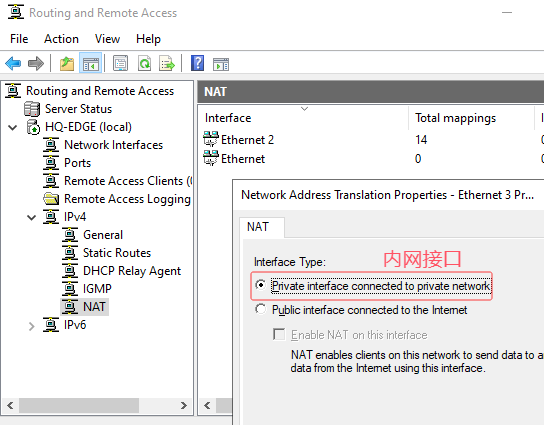 Routing and Remote Access
File Action View Help
Routing and Remote Access
Server Status
HQ-EDGE (local)
Network Interfaces
Ports
Remote Access Clients (
Remote Access Logging
IPv4
General
Static Routes
DHCP Relay Agent
IGMP
NAT
IPv6
NAT
Interface Total mappings
Ethernet 2 14
Ethernet 0
Network Address Translation Properties - Ethernet 3 Pr...
NAT
内网接口
Interface Type:
Private interface connected to private network
Public interface connected to the Internet
Enable NAT on this interface
NAT enables clients on this network to send data to a
data from the Internet using this interface.